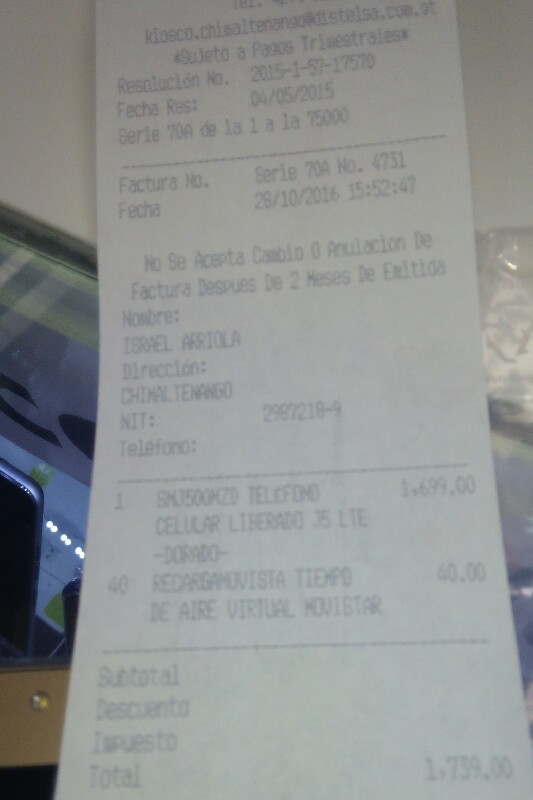 Tel.
kiosco.chimaltenango@distelsa.com.gt
*Sujeto a Pagos Trimestrales*
Resolución No. 2015-1-57-17570
Fecha Res: 04/05/2015
Serie 70A de la 1 a la 75000
Factura No. Serie 70A No. 4731
Fecha 28/10/2016 15:52:47
No Se Acepta Cambio O Anulacion De
Factura Despues De 2 Meses De Emitida
Nombre:
ISRAEL ARRIOLA
Dirección:
CHIMALTENANGO
NIT: 2987218-9
Teléfono:
1 SMJ500MZD TELEFONO 1,699.00
CELULAR LIBERADO J5 LTE
-DORADO-
40 RECARGAMOVISTA TIEMPO 40.00
DE AIRE VIRTUAL MOVISTAR
Subtotal
Descuento
Impuesto
Total 1,739.00